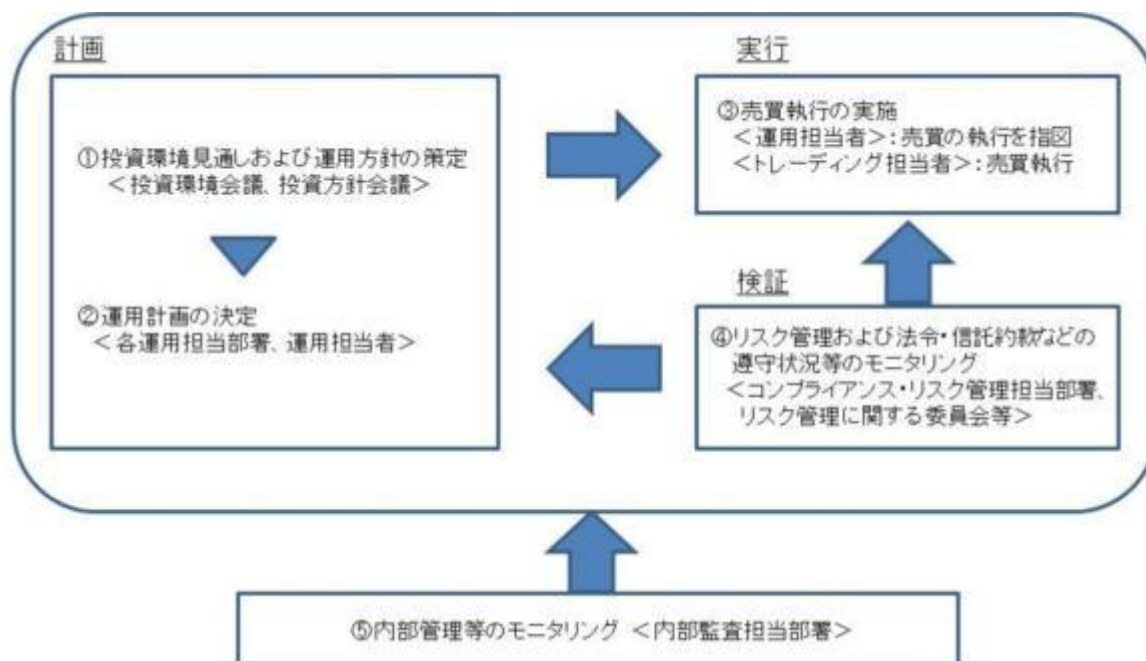 計画
①投資環境見通しおよび運用方針の策定
＜投資環境会議、投資方針会議＞
②運用計画の決定
＜各運用担当部署、運用担当者＞
実行
③売買執行の実施
＜運用担当者＞：売買の執行を指図
＜トレーディング担当者＞：売買執行
検証
④リスク管理および法令・信託約款などの
遵守状況等のモニタリング
＜コンプライアンス・リスク管理担当部署、
リスク管理に関する委員会等＞
⑤内部管理等のモニタリング ＜内部監査担当部署＞